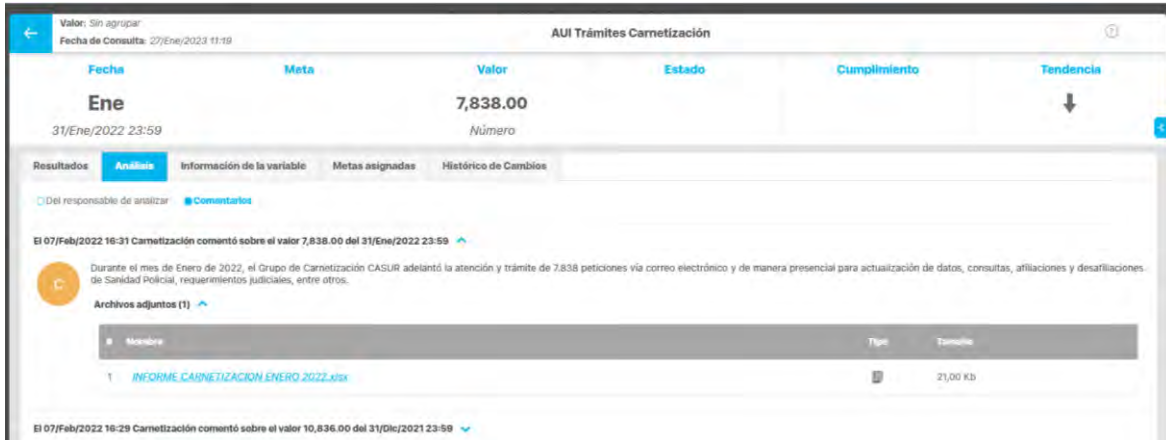 Valor: Sin agrupar
Fecha de Consulta: 27/Ene/2023 11:19
AUI Trámites Carnetización
Fecha Meta Valor Estado Cumplimiento Tendencia
Ene 7,838.00
31/Ene/2022 23:59 Número
Resultados Análisis Información de la variable Metas asignadas Histórico de Cambios
Del responsable de analizar Comentarios
El 07/Feb/2022 16:31 Carnetización comentó sobre el valor 7,838.00 del 31/Ene/2022 23:59
C
Durante el mes de Enero de 2022, el Grupo de Carnetización CASUR adelantó la atención y trámite de 7.838 peticiones vía correo electrónico y de manera presencial para actualización de datos, consultas, afiliaciones y desafiliaciones
de Sanidad Policial, requerimientos judiciales, entre otros.
Archivos adjuntos (1)
# Nombre Tipo Tamaño
1 INFORME CARNETIZACION ENERO 2022.xlsx 21,00 Kb
El 07/Feb/2022 16:29 Carnetización comentó sobre el valor 10,836.00 del 31/Dic/2021 23:59